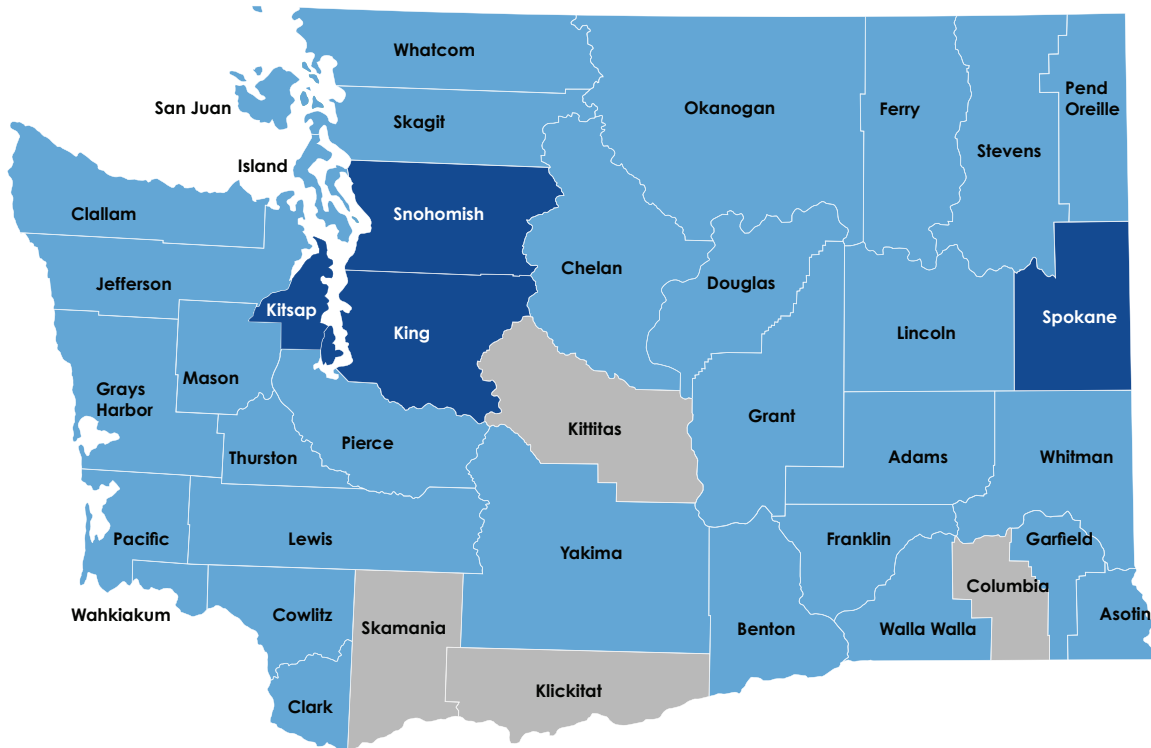 Whatcom
San Juan
Skagit
Okanogan
Ferry
Pend
Oreille
Stevens
Island
Clallam
Snohomish
Jefferson
Chelan
Douglas
Kitsap
King
Lincoln
Spokane
Mason
Grays
Harbor
Kittitas
Grant
Pierce
Thurston
Adams
Whitman
Pacific
Lewis
Yakima
Franklin
Garfield
Columbia
Wahkiakum
Cowlitz
Skamania
Benton
Walla Walla
Asotin
Klickitat
Clark